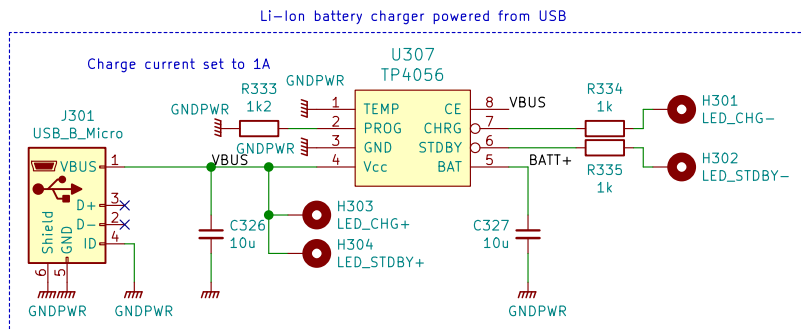 Li-Ion battery charger powered from USB
Charge current set to 1A
U307
TP4056
GNDPWR
R333
1k2
GNDPWR
GNDPWR
1 TEMP CE 8 VBUS
2 PROG CHRG 7
3 GND STDBY 6
4 Vcc BAT 5 BATT+
R334
1k
R335
1k
H301
LED_CHG-
H302
LED_STDBY-
J301
USB_B_Micro
VBUS 1
D+ 3
D- 2
ID 4
Shield
GND
6
5
VBUS
C326
10u
H303
LED_CHG+
H304
LED_STDBY+
C327
10u
GNDPWR
GNDPWR
GNDPWR